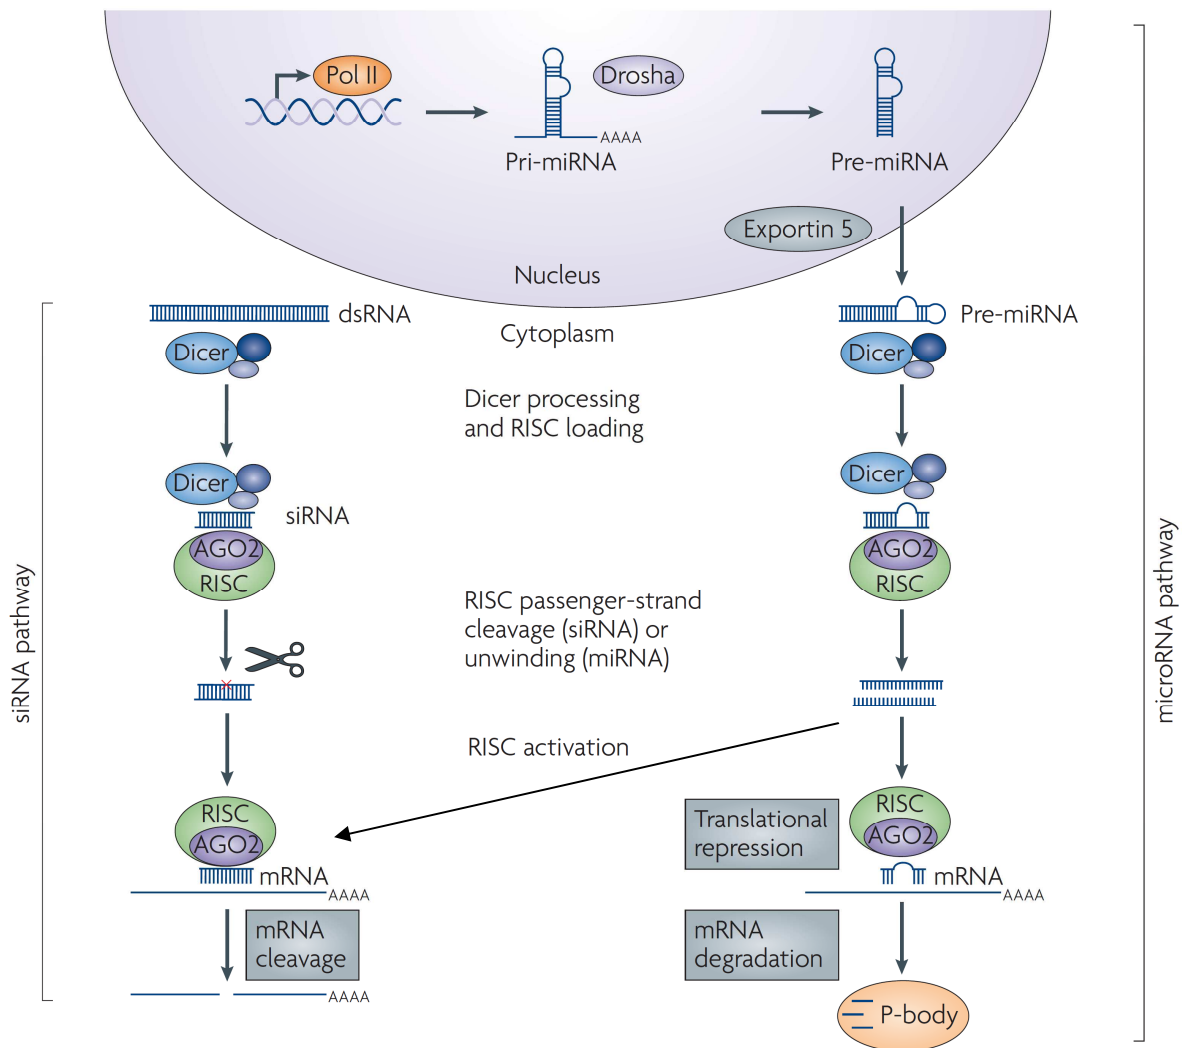 Pol II
Drosha
AAAA
Pri-miRNA
Pre-miRNA
Exportin 5
Nucleus
Cytoplasm
dsRNA
Pre-miRNA
Dicer
Dicer
Dicer processing
and RISC loading
Dicer
Dicer
siRNA
AGO2
RISC
AGO2
RISC
RISC passenger-strand
cleavage (siRNA) or
unwinding (miRNA)
siRNA pathway
microRNA pathway
RISC activation
RISC
AGO2
mRNA
AAAA
Translational
repression
RISC
AGO2
mRNA
AAAA
mRNA
cleavage
AAAA
mRNA
degradation
P-body